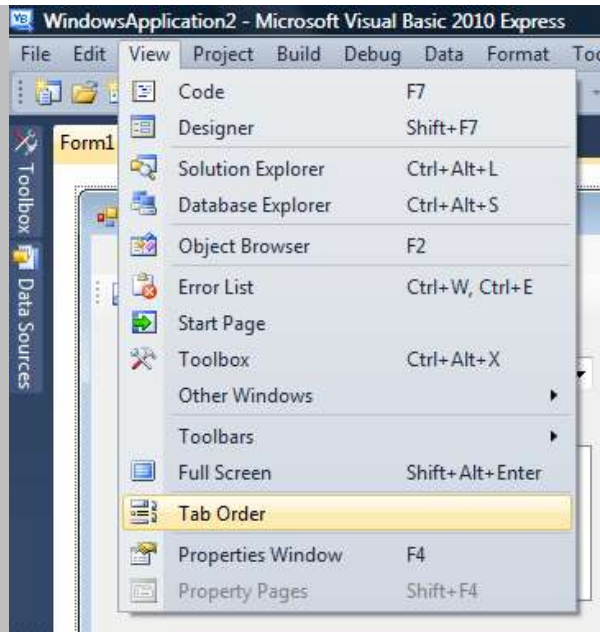 WindowsApplication2 - Microsoft Visual Basic 2010 Express
File Edit View Project Build Debug Data Format
Form1
Toolbox
Data Sources
Code F7
Designer Shift+F7
Solution Explorer Ctrl+Alt+L
Database Explorer Ctrl+Alt+S
Object Browser F2
Error List Ctrl+W, Ctrl+E
Start Page
Toolbox Ctrl+Alt+X
Other Windows
Toolbars
Full Screen Shift+Alt+Enter
Tab Order
Properties Window F4
Property Pages Shift+F4